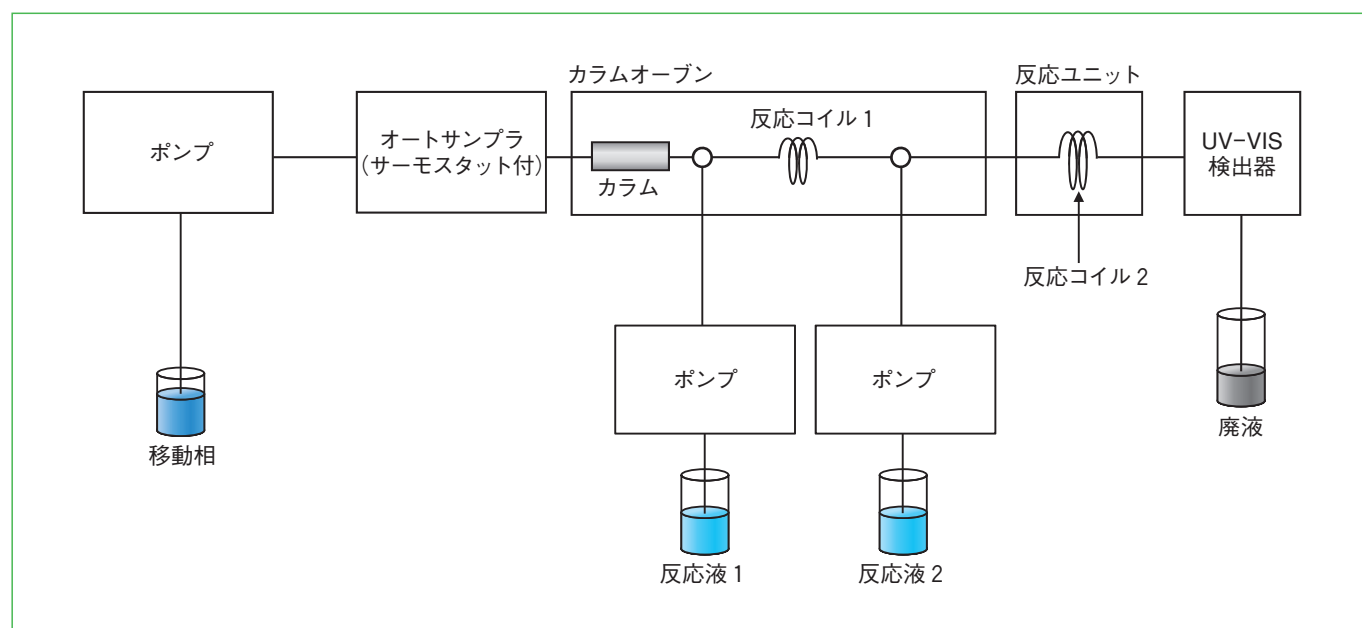 カラムオーブン
反応ユニット
ポンプ
オートサンプラ
(サーモスタット付)
カラム
反応コイル 1
UV-VIS
検出器
反応コイル 2
ポンプ
ポンプ
移動相
廃液
反応液 1
反応液 2